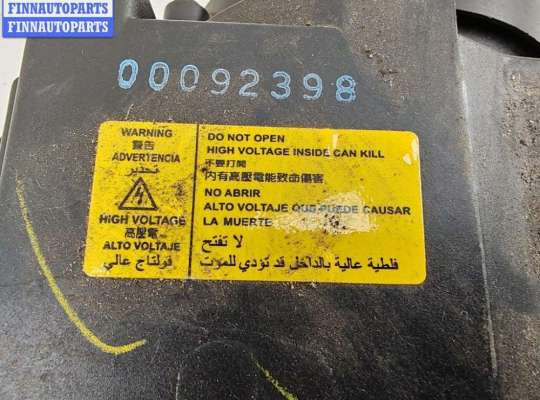 FINNAUTOPARTS
FINNAUTOPARTS
00092398
WARNING
警告
ADVERTENCIA
تحذير
HIGH VOLTAGE
高壓電
ALTO VOLTAJE
فولتاج عالي
DO NOT OPEN
HIGH VOLTAGE INSIDE CAN KILL
不要打開
内有高壓電能致命傷害
NO ABRIR
ALTO VOLTAJE QUE PUEDE CAUSAR
LA MUERTE
لا تفتح
فلطية عالية بالداخل قد تؤدي للموت